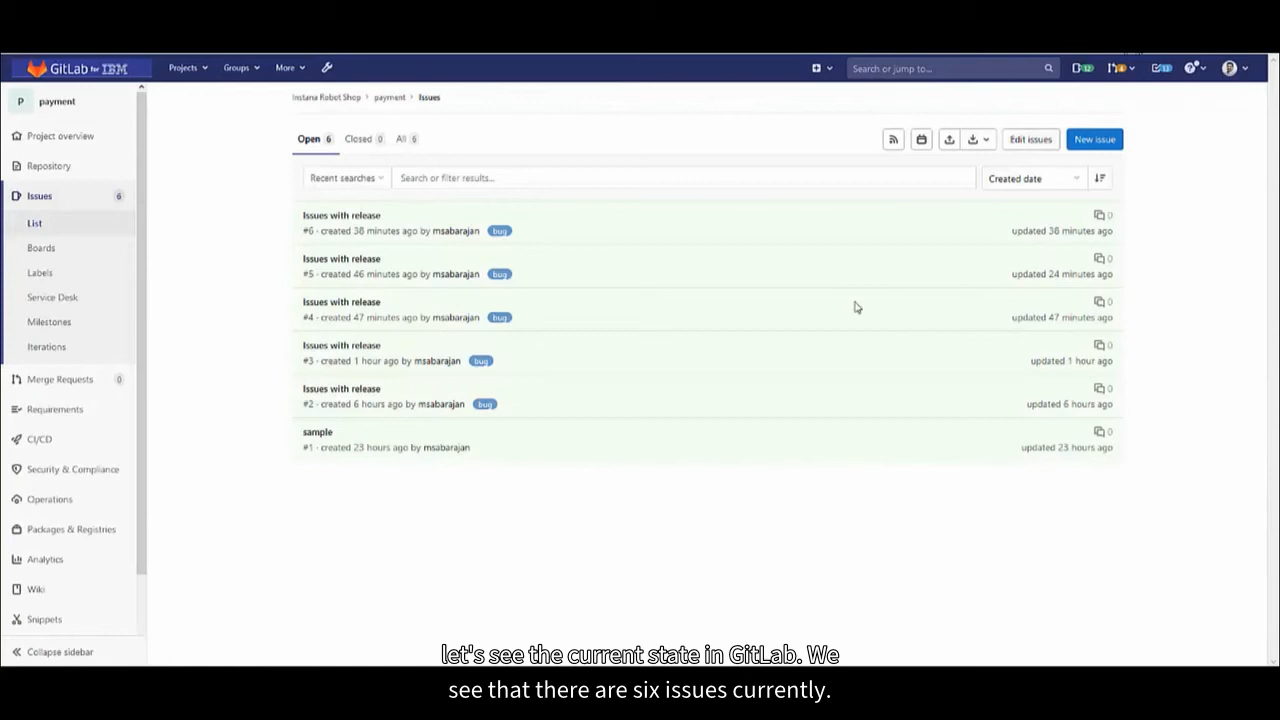 GitLab for IBM
Projects
Groups
More
Search or jump to...
12
4
13
P payment
Project overview
Repository
Issues 6
List
Boards
Labels
Service Desk
Milestones
Iterations
Merge Requests 0
Requirements
CI/CD
Security & Compliance
Operations
Packages & Registries
Analytics
Wiki
Snippets
Collapse sidebar
Instana Robot Shop > payment > Issues
Open 6 Closed 0 All 6
Edit issues
New issue
Recent searches
Search or filter results...
Created date
Issues with release 0
#6 · created 38 minutes ago by msabarajan bug updated 38 minutes ago
Issues with release 0
#5 · created 46 minutes ago by msabarajan bug updated 24 minutes ago
Issues with release 0
#4 · created 47 minutes ago by msabarajan bug updated 47 minutes ago
Issues with release 0
#3 · created 1 hour ago by msabarajan bug updated 1 hour ago
Issues with release 0
#2 · created 6 hours ago by msabarajan bug updated 6 hours ago
sample 0
#1 · created 23 hours ago by msabarajan updated 23 hours ago
let's see the current state in GitLab. We
see that there are six issues currently.